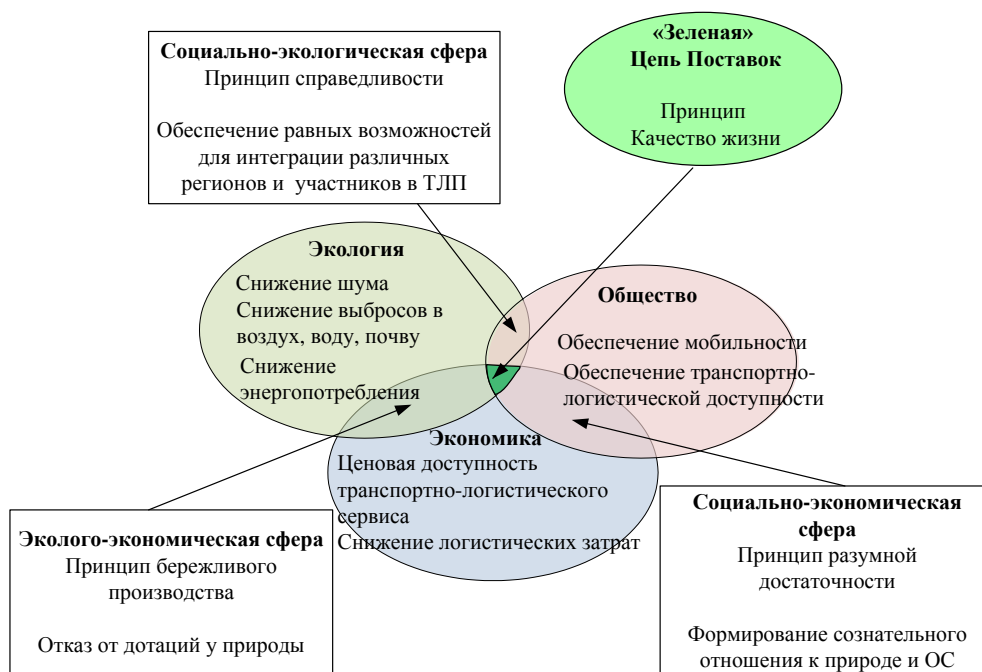 Социально-экологическая сфера
Принцип справедливости
Обеспечение равных возможностей
для интеграции различных
регионов и участников в ТЛП
«Зеленая»
Цепь Поставок
Принцип
Качество жизни
Экология
Снижение шума
Снижение выбросов в
воздух, воду, почву
Снижение
энергопотребления
Общество
Обеспечение мобильности
Обеспечение транспортно-
логистической доступности
Экономика
Ценовая доступность
транспортно-логистического
сервиса
Снижение логистических затрат
Эколого-экономическая сфера
Принцип бережливого
производства
Отказ от дотаций у природы
Социально-экономическая
сфера
Принцип разумной
достаточности
Формирование сознательного
отношения к природе и ОС